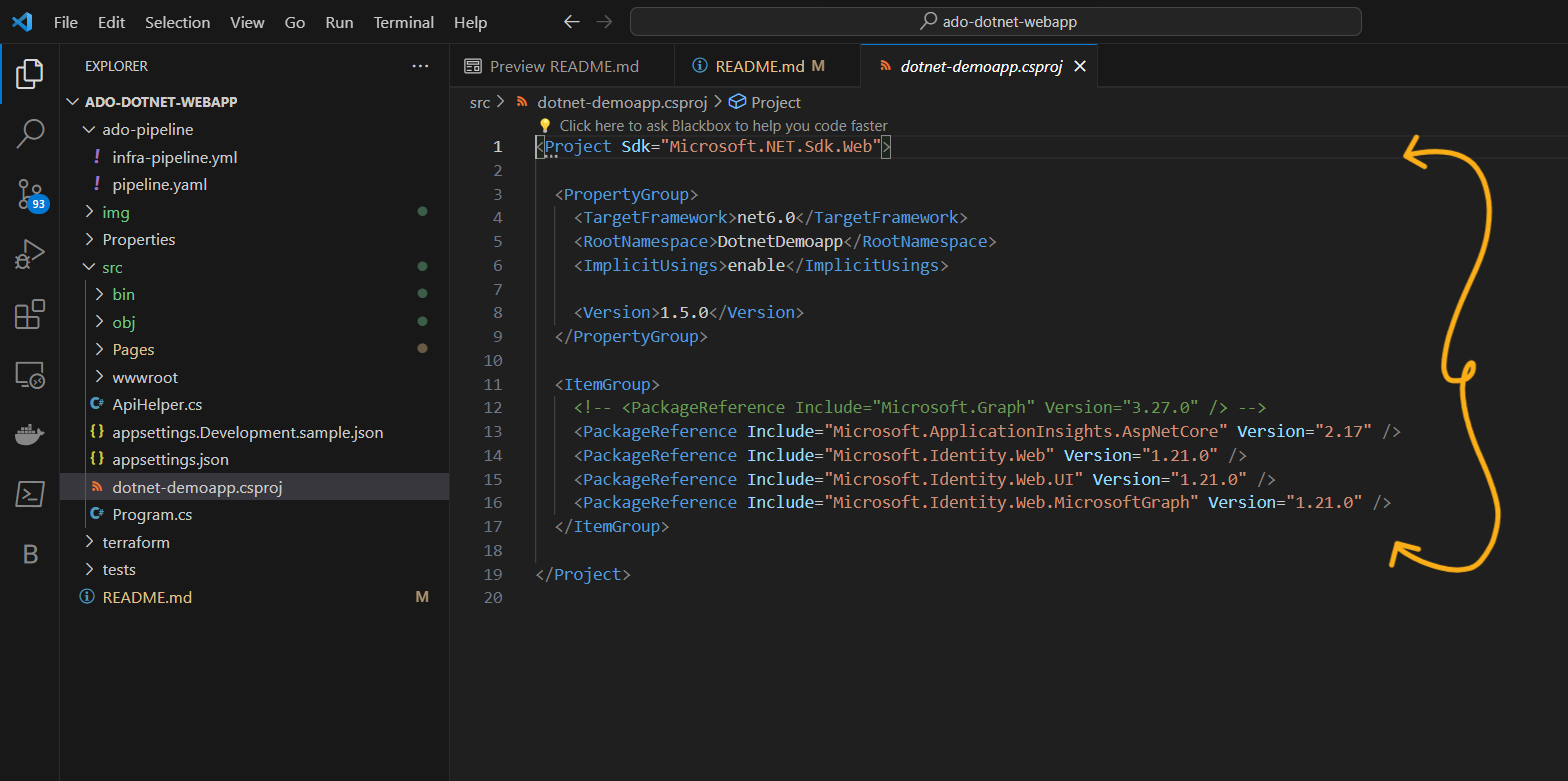 File Edit Selection View Go Run Terminal Help
ado-dotnet-webapp
EXPLORER
ADO-DOTNET-WEBAPP
ado-pipeline
! infra-pipeline.yml
! pipeline.yaml
img
Properties
src
bin
obj
Pages
wwwroot
C# ApiHelper.cs
{} appsettings.Development.sample.json
{} appsettings.json
dotnet-demoapp.csproj
C# Program.cs
terraform
tests
README.md M
93
B
Preview README.md
README.md M
dotnet-demoapp.csproj
src > dotnet-demoapp.csproj > Project
Click here to ask Blackbox to help you code faster
1 <Project Sdk="Microsoft.NET.Sdk.Web">
2
3 <PropertyGroup>
4 <TargetFramework>net6.0</TargetFramework>
5 <RootNamespace>DotnetDemoapp</RootNamespace>
6 <ImplicitUsings>enable</ImplicitUsings>
7
8 <Version>1.5.0</Version>
9 </PropertyGroup>
10
11 <ItemGroup>
12 <!-- <PackageReference Include="Microsoft.Graph" Version="3.27.0" /> -->
13 <PackageReference Include="Microsoft.ApplicationInsights.AspNetCore" Version="2.17" />
14 <PackageReference Include="Microsoft.Identity.Web" Version="1.21.0" />
15 <PackageReference Include="Microsoft.Identity.Web.UI" Version="1.21.0" />
16 <PackageReference Include="Microsoft.Identity.Web.MicrosoftGraph" Version="1.21.0" />
17 </ItemGroup>
18
19 </Project>
20